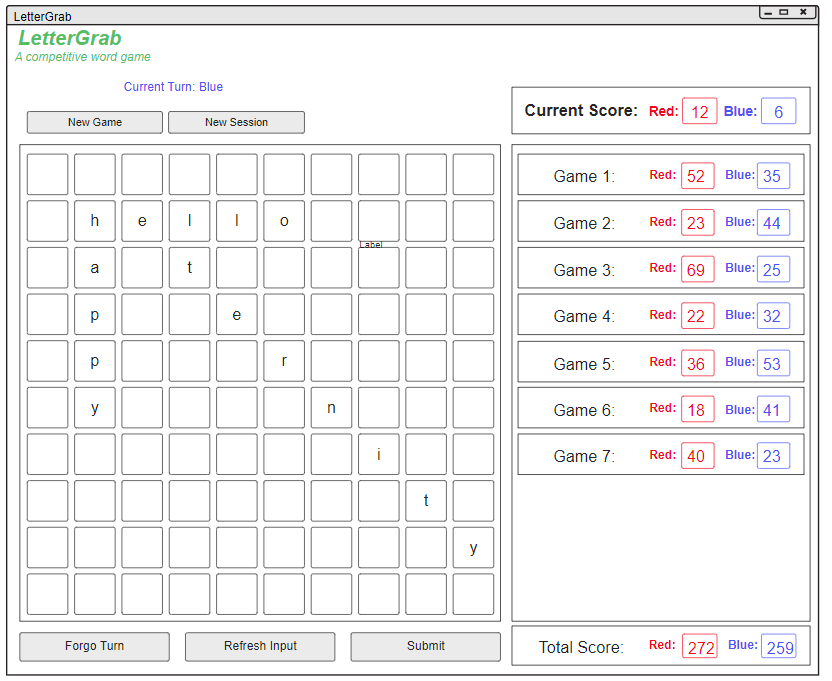 LetterGrab
LetterGrab
A competitive word game
Current Turn: Blue
New Game New Session
Current Score: Red: 12 Blue: 6
h e l l o
Label
a t
p e
p r
y n
i
t
y
Game 1: Red: 52 Blue: 35
Game 2: Red: 23 Blue: 44
Game 3: Red: 69 Blue: 25
Game 4: Red: 22 Blue: 32
Game 5: Red: 36 Blue: 53
Game 6: Red: 18 Blue: 41
Game 7: Red: 40 Blue: 23
Forgo Turn Refresh Input Submit
Total Score: Red: 272 Blue: 259